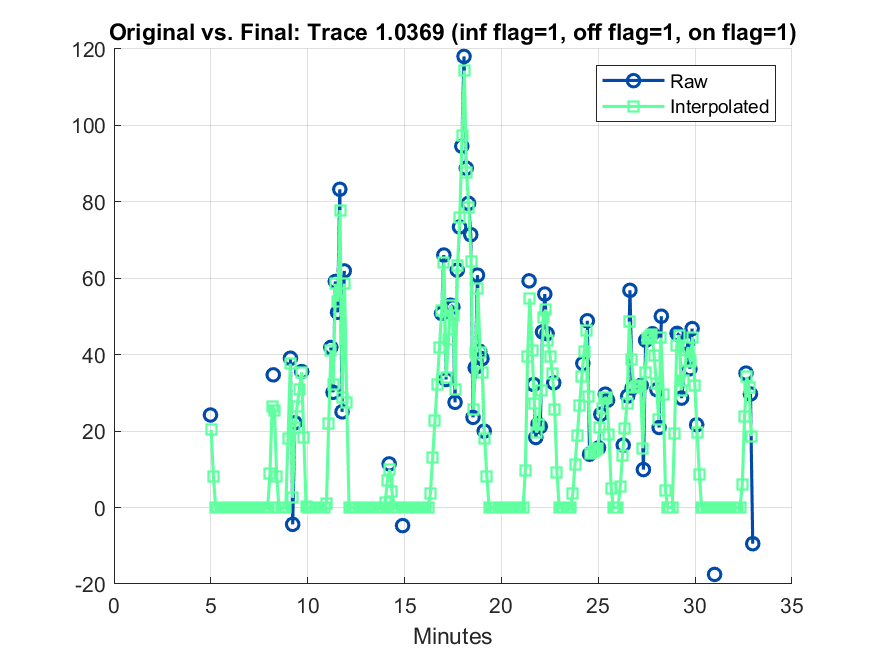 Original vs. Final: Trace 1.0369 (inf flag=1, off flag=1, on flag=1)
120
100
80
60
40
20
0
-20
Raw
Interpolated
0 5 10 15 20 25 30 35
Minutes